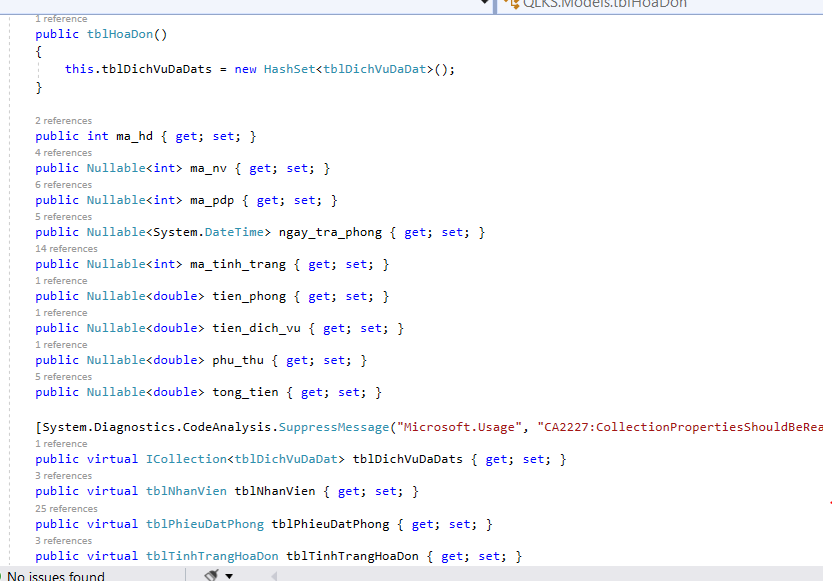 QLKS.Models.tblHoaDon
1 reference
public tblHoaDon()
{
this.tblDichVuDaDats = new HashSet<tblDichVuDaDat>();
}
2 references
public int ma_hd { get; set; }
4 references
public Nullable<int> ma_nv { get; set; }
6 references
public Nullable<int> ma_pdp { get; set; }
5 references
public Nullable<System.DateTime> ngay_tra_phong { get; set; }
14 references
public Nullable<int> ma_tinh_trang { get; set; }
1 reference
public Nullable<double> tien_phong { get; set; }
1 reference
public Nullable<double> tien_dich_vu { get; set; }
1 reference
public Nullable<double> phu_thu { get; set; }
5 references
public Nullable<double> tong_tien { get; set; }
[System.Diagnostics.CodeAnalysis.SuppressMessage("Microsoft.Usage", "CA2227:CollectionPropertiesShouldBeRea
1 reference
public virtual ICollection<tblDichVuDaDat> tblDichVuDaDats { get; set; }
3 references
public virtual tblNhanVien tblNhanVien { get; set; }
25 references
public virtual tblPhieuDatPhong tblPhieuDatPhong { get; set; }
3 references
public virtual tblTinhTrangHoaDon tblTinhTrangHoaDon { get; set; }
No issues found